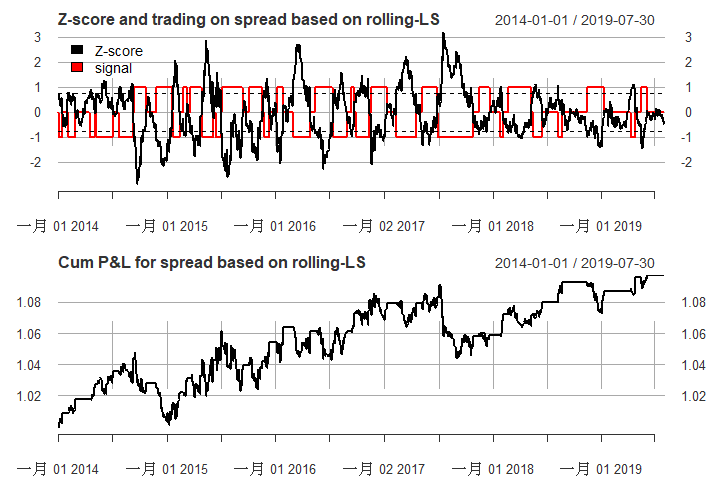 Z-score and trading on spread based on rolling-LS 2014-01-01 / 2019-07-30
3 3
Z-score
2 2
signal
1 1
0 0
-1 -1
-2 -2
一月 01 2014 一月 01 2015 一月 01 2016 一月 02 2017 一月 01 2018 一月 01 2019
Cum P&L for spread based on rolling-LS 2014-01-01 / 2019-07-30
1.08 1.08
1.06 1.06
1.04 1.04
1.02 1.02
一月 01 2014 一月 01 2015 一月 01 2016 一月 02 2017 一月 01 2018 一月 01 2019